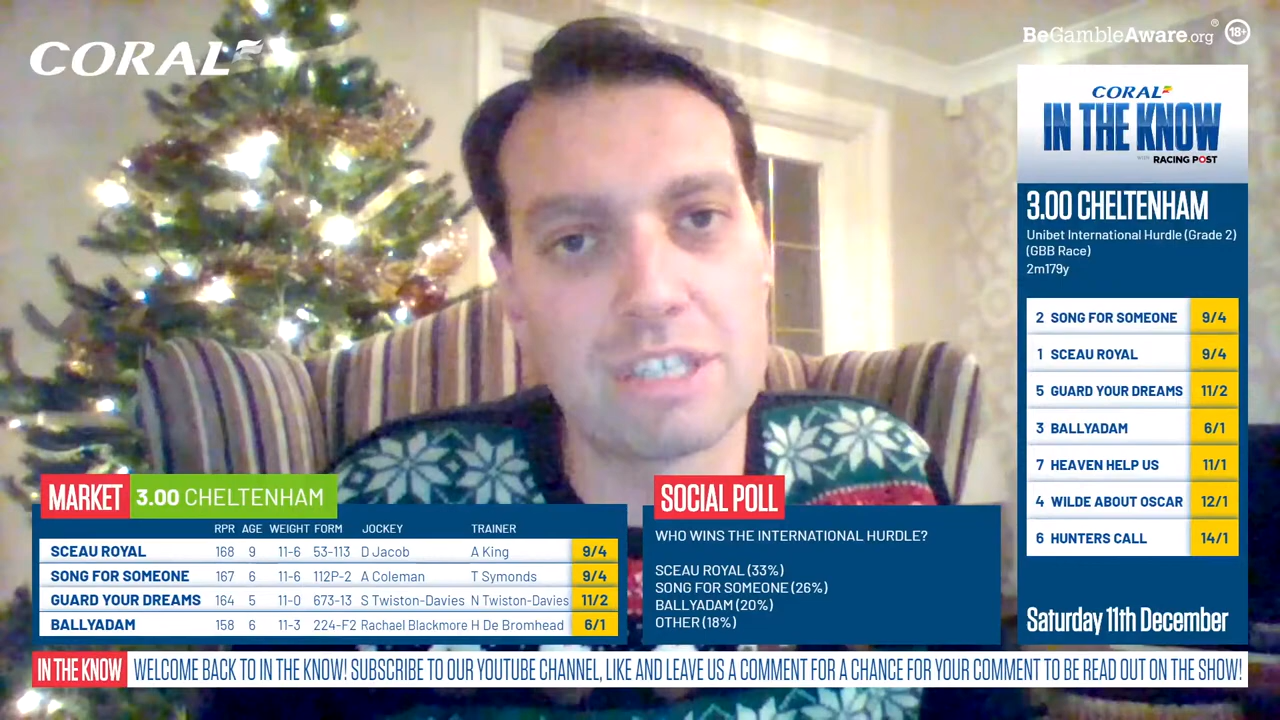 CORAL
BeGambleAware.org® 18+
CORAL
IN THE KNOW
WITH RACING POST
3.00 CHELTENHAM
Unibet International Hurdle (Grade 2)
(GBB Race)
2m179y
2 SONG FOR SOMEONE 9/4
1 SCEAU ROYAL 9/4
5 GUARD YOUR DREAMS 11/2
3 BALLYADAM 6/1
7 HEAVEN HELP US 11/1
4 WILDE ABOUT OSCAR 12/1
6 HUNTERS CALL 14/1
Saturday 11th December
MARKET 3.00 CHELTENHAM
RPR AGE WEIGHT FORM JOCKEY TRAINER
SCEAU ROYAL 168 9 11-6 53-113 D Jacob A King 9/4
SONG FOR SOMEONE 167 6 11-6 112P-2 A Coleman T Symonds 9/4
GUARD YOUR DREAMS 164 5 11-0 673-13 S Twiston-Davies N Twiston-Davies 11/2
BALLYADAM 158 6 11-3 224-F2 Rachael Blackmore H De Bromhead 6/1
SOCIAL POLL
WHO WINS THE INTERNATIONAL HURDLE?
SCEAU ROYAL (33%)
SONG FOR SOMEONE (26%)
BALLYADAM (20%)
OTHER (18%)
IN THE KNOW WELCOME BACK TO IN THE KNOW! SUBSCRIBE TO OUR YOUTUBE CHANNEL, LIKE AND LEAVE US A COMMENT FOR A CHANCE FOR YOUR COMMENT TO BE READ OUT ON THE SHOW!